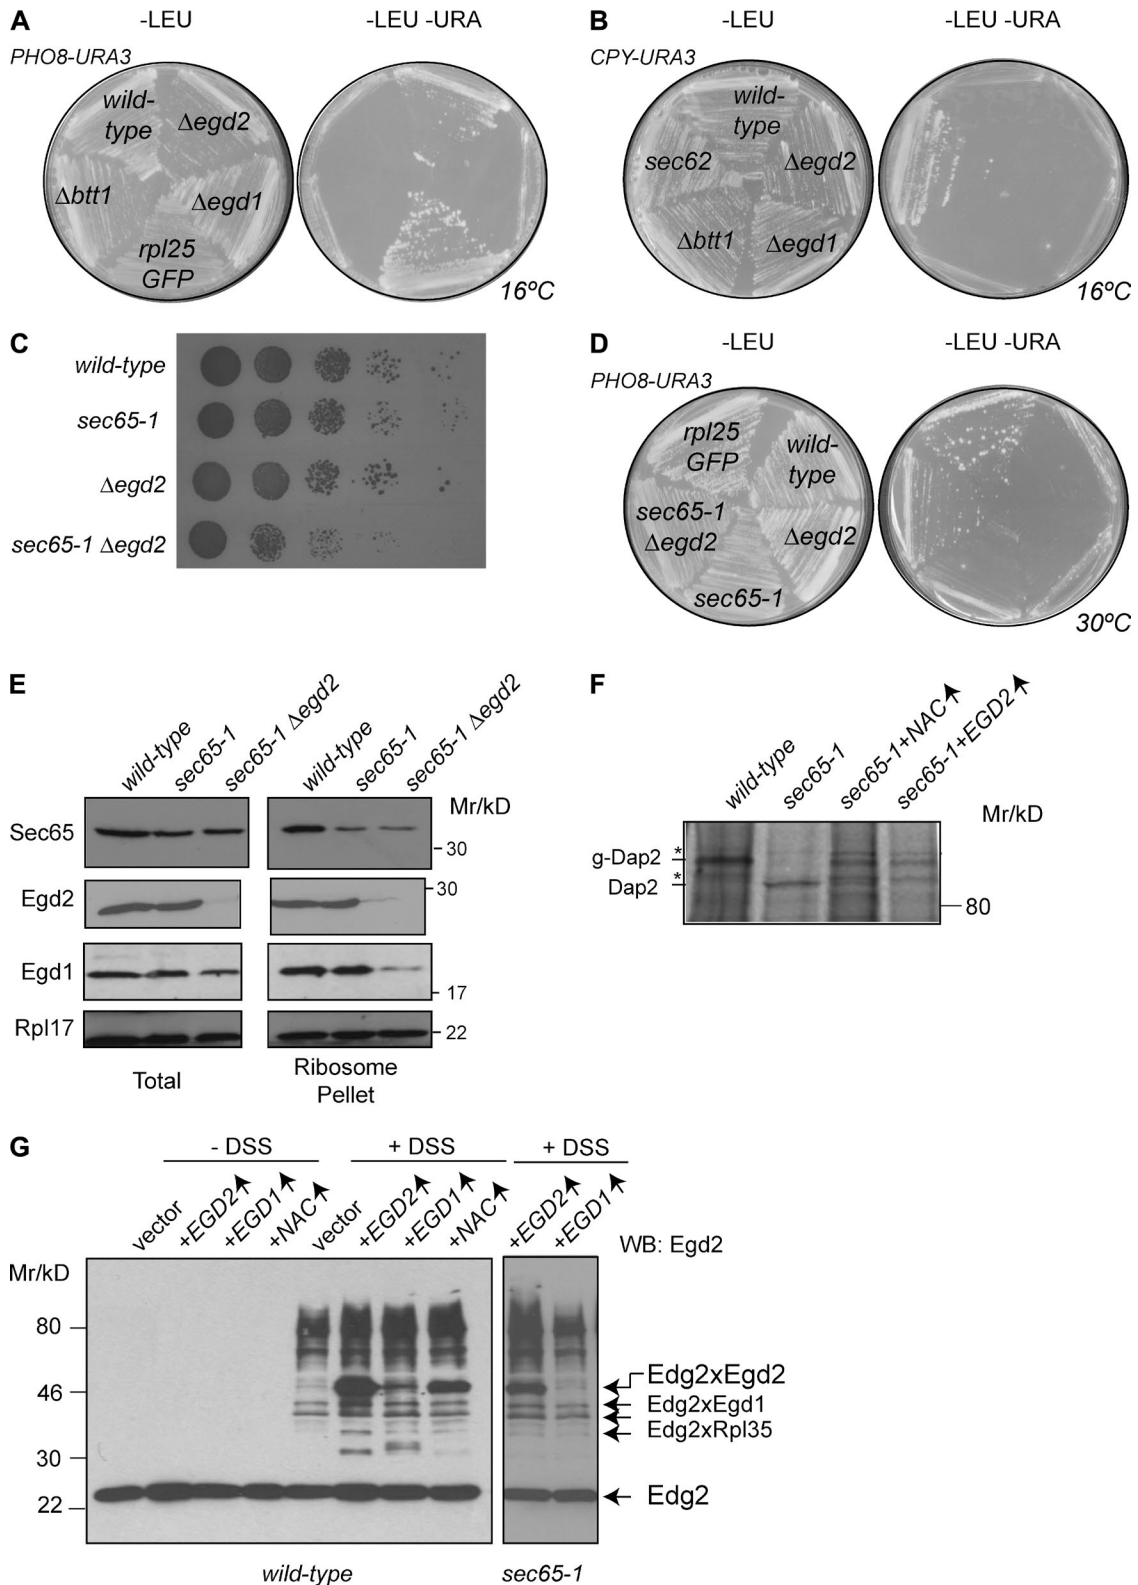 A
-LEU
-LEU -URA
PHO8-URA3
wild-
type
Δegd2
Δbtt1
Δegd1
rpl25
GFP
16ºC
B
-LEU
-LEU -URA
CPY-URA3
wild-
type
sec62
Δegd2
Δbtt1
Δegd1
16ºC
C
wild-type
sec65-1
Δegd2
sec65-1 Δegd2
D
-LEU
-LEU -URA
PHO8-URA3
rpl25
GFP
wild-
type
sec65-1
Δegd2
Δegd2
sec65-1
30ºC
E
wild-type
sec65-1
sec65-1 Δegd2
wild-type
sec65-1
sec65-1 Δegd2
Mr/kD
Sec65
30
Egd2
30
Egd1
17
Rpl17
22
Total
Ribosome
Pellet
F
wild-type
sec65-1
sec65-1+NAC↑
sec65-1+EGD2↑
Mr/kD
*
g-Dap2
*
Dap2
80
G
- DSS
+ DSS
+ DSS
vector
+EGD2↑
+EGD1↑
+NAC↑
vector
+EGD2↑
+EGD1↑
+NAC↑
+EGD2↑
+EGD1↑
WB: Egd2
Mr/kD
80
46
30
22
Edg2xEgd2
Edg2xEgd1
Edg2xRpl35
Edg2
wild-type
sec65-1